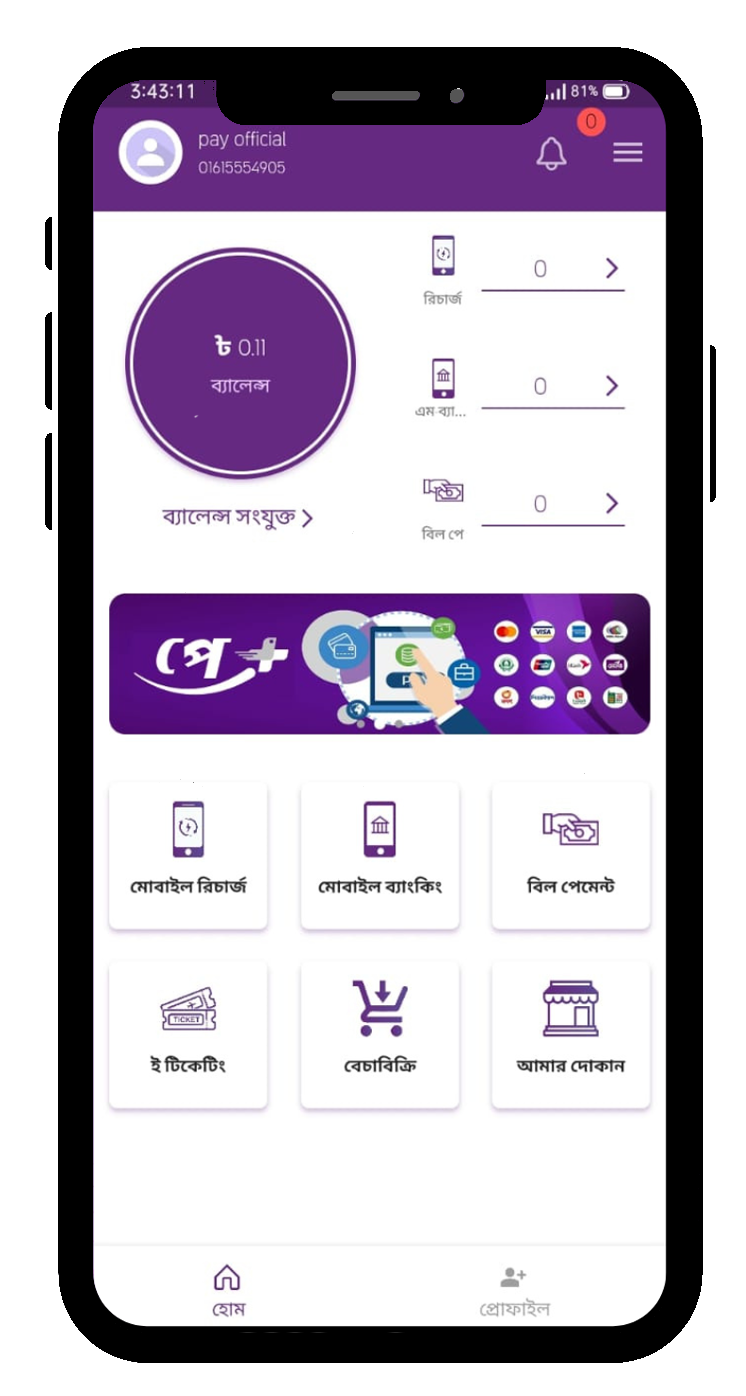 3:43:11
81%
pay official
01615554905
0
৳ 0.11
ব্যালেন্স
ব্যালেন্স সংযুক্ত
রিচার্জ
0
এম ব্যা...
0
বিল পে
0
পে+
VISA
মোবাইল রিচার্জ
মোবাইল ব্যাংকিং
বিল পেমেন্ট
TICKET
ই টিকেটিং
বেচাবিক্রি
আমার দোকান
হোম
প্রোফাইল